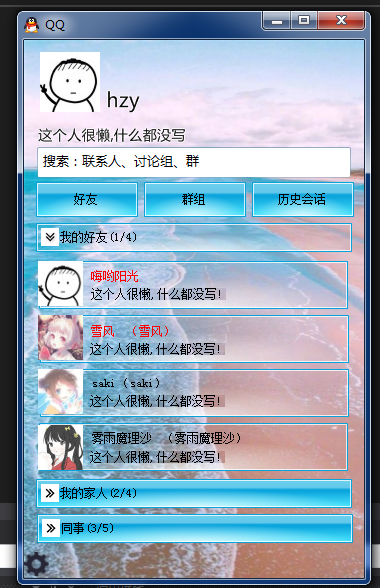 QQ
hzy
这个人很懒,什么都没写
搜索：联系人、讨论组、群
好友
群组
历史会话
我的好友(1/4)
嗨哟阳光
这个人很懒,什么都没写！
雪风 （雪风）
这个人很懒,什么都没写！
saki（saki）
这个人很懒,什么都没写！
雾雨魔理沙 （雾雨魔理沙）
这个人很懒,什么都没写！
我的家人(2/4)
同事(3/5)